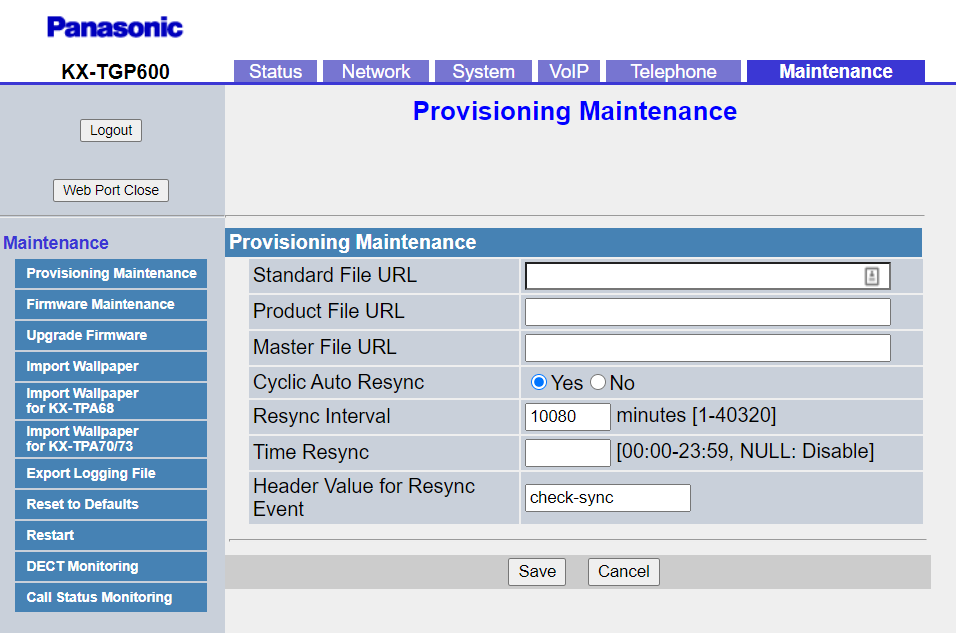 Panasonic
KX-TGP600
Status Network System VoIP Telephone Maintenance
Provisioning Maintenance
Logout
Web Port Close
Maintenance
Provisioning Maintenance
Firmware Maintenance
Upgrade Firmware
Import Wallpaper
Import Wallpaper
for KX-TPA68
Import Wallpaper
for KX-TPA70/73
Export Logging File
Reset to Defaults
Restart
DECT Monitoring
Call Status Monitoring
Provisioning Maintenance
Standard File URL
Product File URL
Master File URL
Cyclic Auto Resync Yes No
Resync Interval 10080 minutes [1-40320]
Time Resync [00:00-23:59, NULL: Disable]
Header Value for Resync
Event
check-sync
Save Cancel